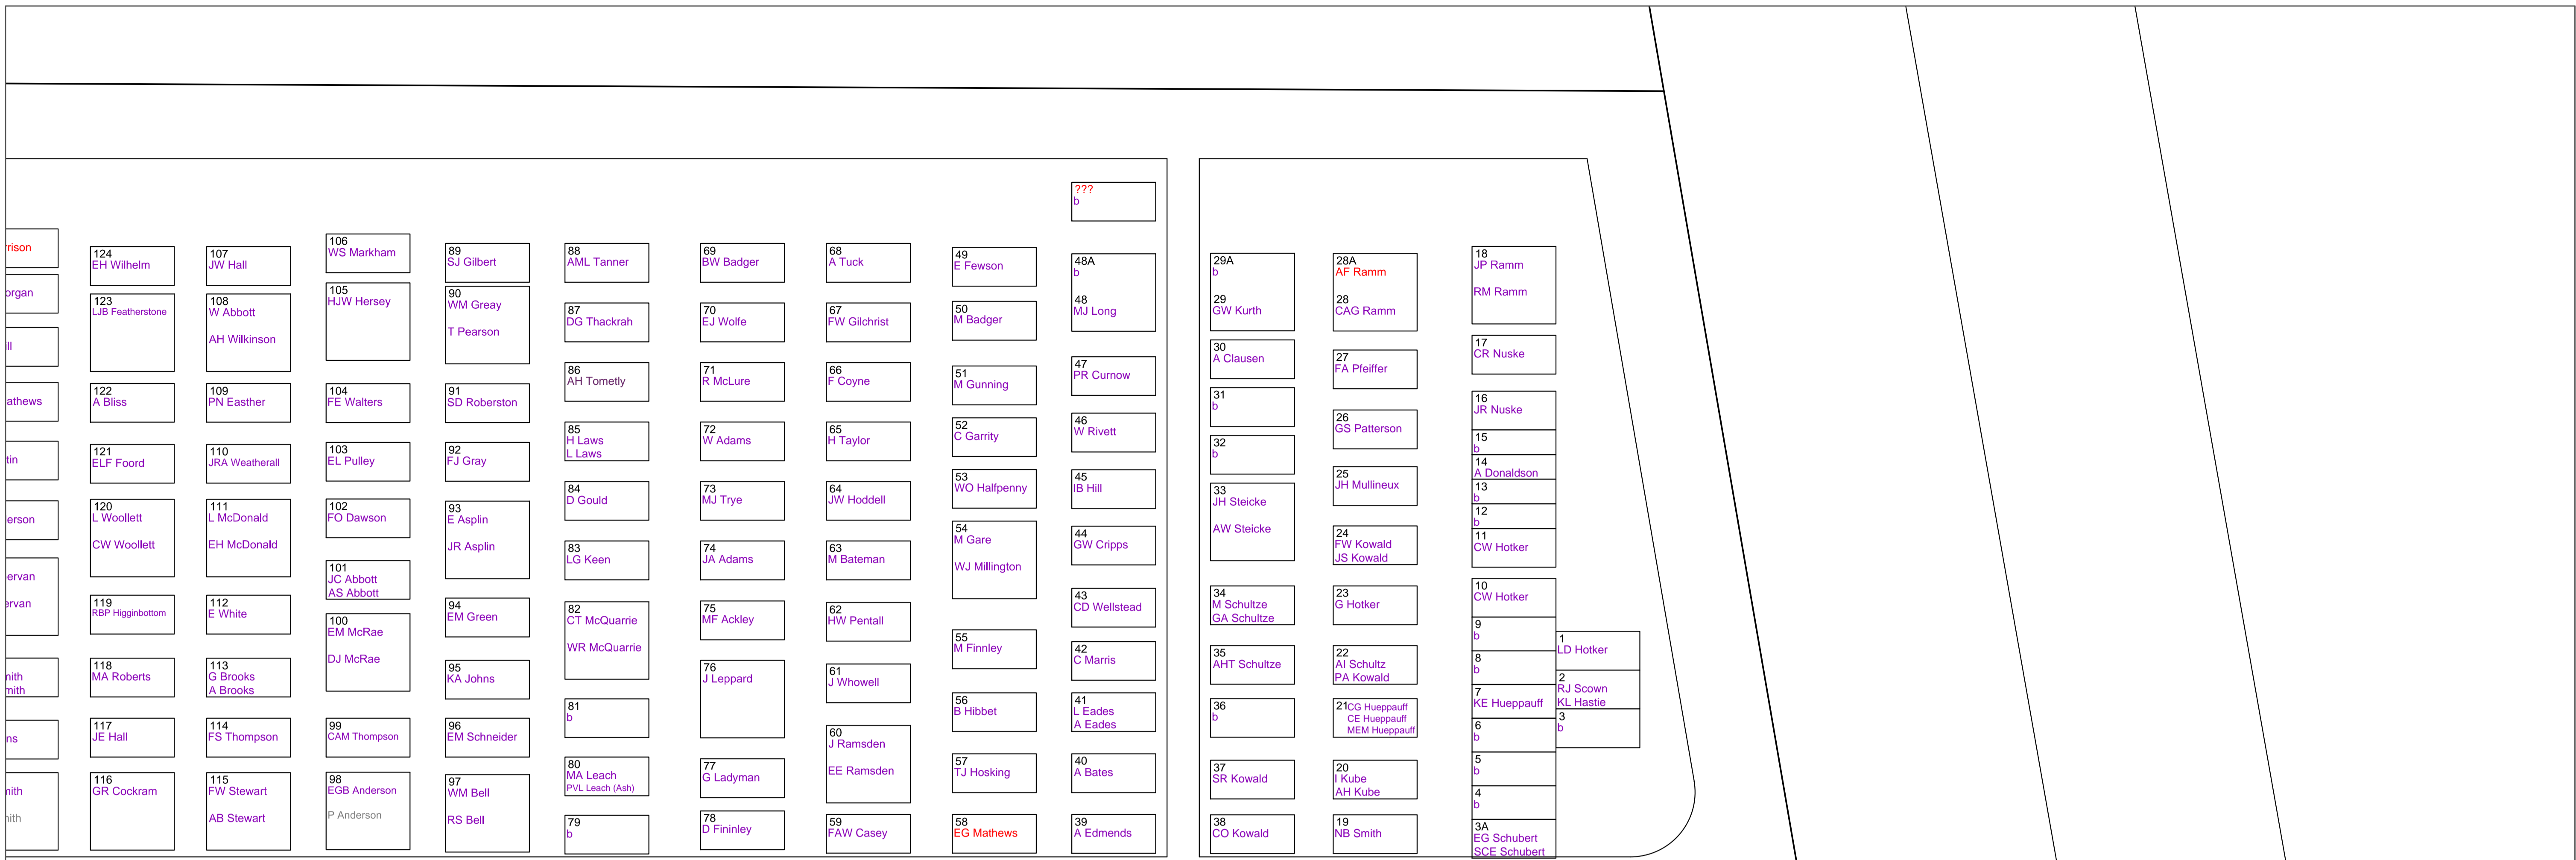 rison
organ
ill
athews
tin
erson
ervan
ervan
nith
mith
ns
nith
nith
124
EH Wilhelm
123
LJB Featherstone
122
A Bliss
121
ELF Foord
120
L Woollett
CW Woollett
119
RBP Higginbottom
118
MA Roberts
117
JE Hall
116
GR Cockram
107
JW Hall
108
W Abbott
AH Wilkinson
109
PN Easther
110
JRA Weatherall
111
L McDonald
EH McDonald
112
E White
113
G Brooks
A Brooks
114
FS Thompson
115
FW Stewart
AB Stewart
106
WS Markham
105
HJW Hersey
104
FE Walters
103
EL Pulley
102
FO Dawson
101
JC Abbott
AS Abbott
100
EM McRae
DJ McRae
99
CAM Thompson
98
EGB Anderson
P Anderson
89
SJ Gilbert
90
WM Greay
T Pearson
91
SD Roberston
92
FJ Gray
93
E Asplin
JR Asplin
94
EM Green
95
KA Johns
96
EM Schneider
97
WM Bell
RS Bell
88
AML Tanner
87
DG Thackrah
86
AH Tometly
85
H Laws
L Laws
84
D Gould
83
LG Keen
82
CT McQuarrie
WR McQuarrie
81
b
80
MA Leach
PVL Leach (Ash)
79
b
69
BW Badger
70
EJ Wolfe
71
R McLure
72
W Adams
73
MJ Trye
74
JA Adams
75
MF Ackley
76
J Leppard
77
G Ladyman
78
D Fininley
68
A Tuck
67
FW Gilchrist
66
F Coyne
65
H Taylor
64
JW Hoddell
63
M Bateman
62
HW Pentall
61
J Whowell
60
J Ramsden
EE Ramsden
59
FAW Casey
49
E Fewson
50
M Badger
51
M Gunning
52
C Garrity
53
WO Halfpenny
54
M Gare
WJ Millington
55
M Finnley
56
B Hibbet
57
TJ Hosking
58
EG Mathews
???
b
48A
b
48
MJ Long
47
PR Curnow
46
W Rivett
45
IB Hill
44
GW Cripps
43
CD Wellstead
42
C Marris
41
L Eades
A Eades
40
A Bates
39
A Edmends
29A
b
29
GW Kurth
30
A Clausen
31
b
32
b
33
JH Steicke
AW Steicke
34
M Schultze
GA Schultze
35
AHT Schultze
36
b
37
SR Kowald
38
CO Kowald
28A
AF Ramm
28
CAG Ramm
27
FA Pfeiffer
26
GS Patterson
25
JH Mullineux
24
FW Kowald
JS Kowald
23
G Hotker
22
AI Schultz
PA Kowald
21 CG Hueppauff
CE Hueppauff
MEM Hueppauff
20
I Kube
AH Kube
19
NB Smith
18
JP Ramm
RM Ramm
17
CR Nuske
16
JR Nuske
15
b
14
A Donaldson
13
b
12
b
11
CW Hotker
10
CW Hotker
9
b
8
b
7
KE Hueppauff
6
b
5
b
4
b
3A
EG Schubert
SCE Schubert
1
LD Hotker
2
RJ Scown
KL Hastie
3
b